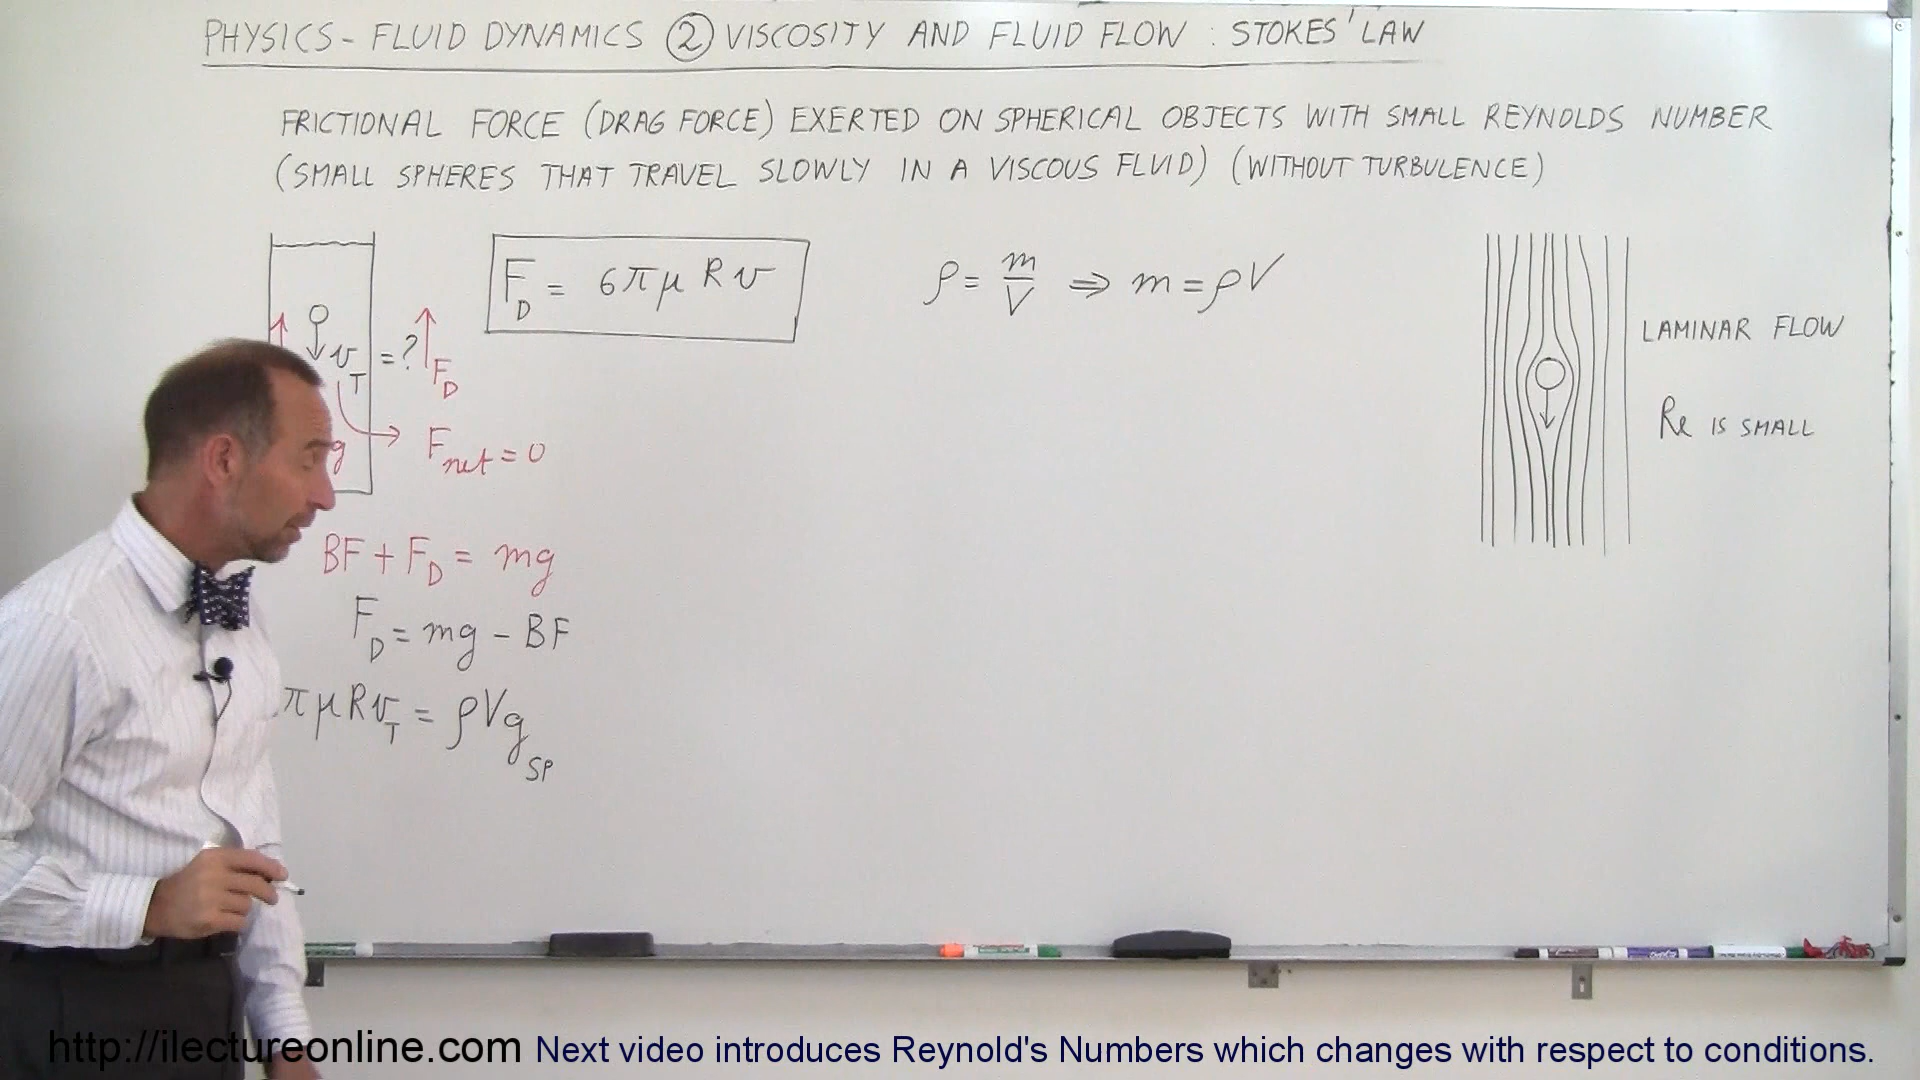 PHYSICS - FLUID DYNAMICS ② VISCOSITY AND FLUID FLOW : STOKES' LAW
FRICTIONAL FORCE (DRAG FORCE) EXERTED ON SPHERICAL OBJECTS WITH SMALL REYNOLDS NUMBER
(SMALL SPHERES THAT TRAVEL SLOWLY IN A VISCOUS FLUID) (WITHOUT TURBULENCE)
F_D = 6πμRv
ρ = m/V ⇒ m = ρV
v_T = ?
F_D
g
F_net = 0
LAMINAR FLOW
Re IS SMALL
BF + F_D = mg
F_D = mg - BF
πμRv_T = ρVg_SP
http://ilectureonline.com Next video introduces Reynold's Numbers which changes with respect to conditions.